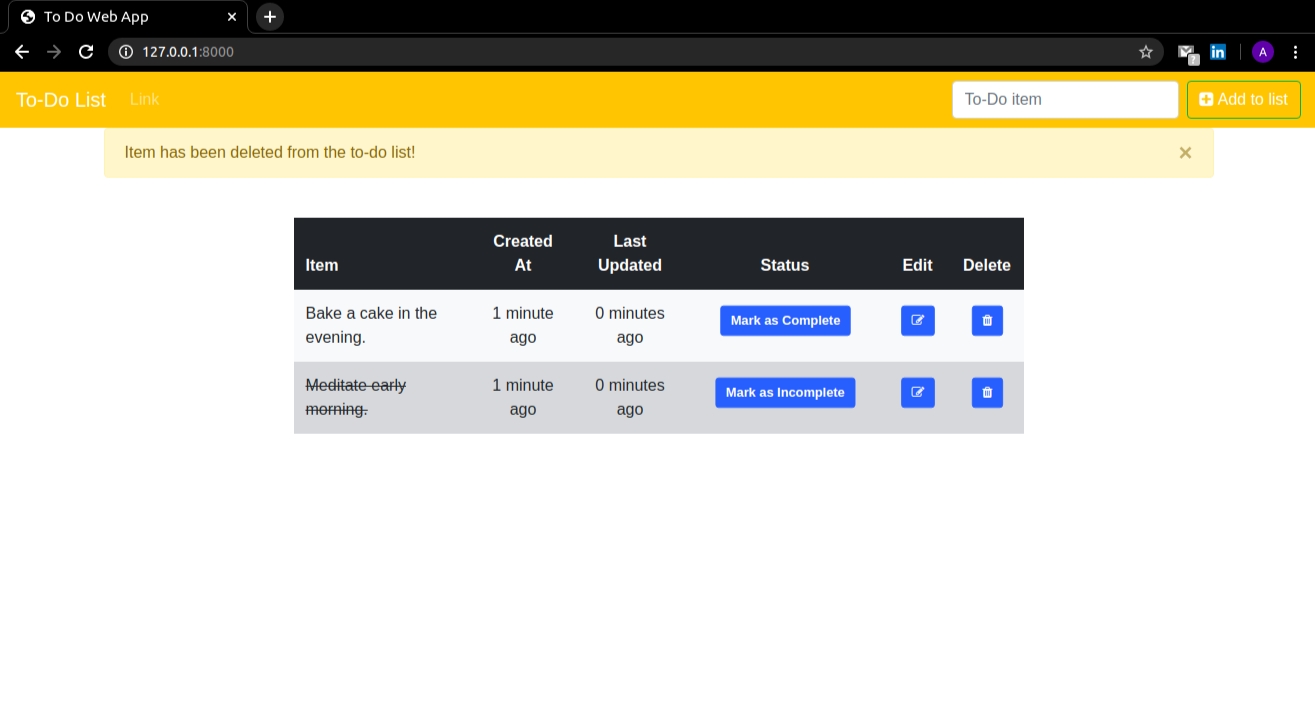 To Do Web App
127.0.0.1:8000
?
in
A
To-Do List Link To-Do item Add to list
Item has been deleted from the to-do list! ×
Item Created At Last Updated Status Edit Delete
Bake a cake in the evening. 1 minute ago 0 minutes ago Mark as Complete
Meditate early morning. 1 minute ago 0 minutes ago Mark as Incomplete